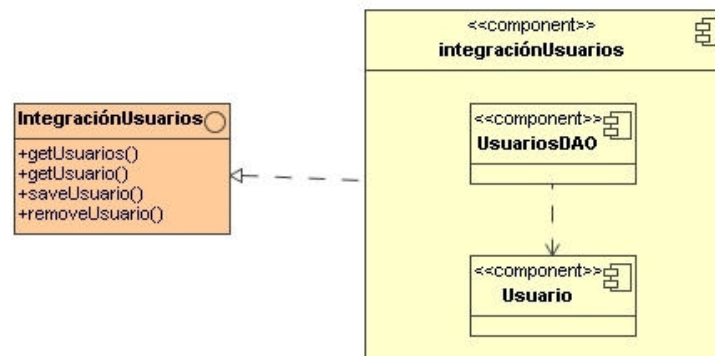 <<component>>
integraciónUsuarios
IntegraciónUsuarios
+getUsuarios()
+getUsuario()
+saveUsuario()
+removeUsuario()
<<component>>
UsuariosDAO
<<component>>
Usuario